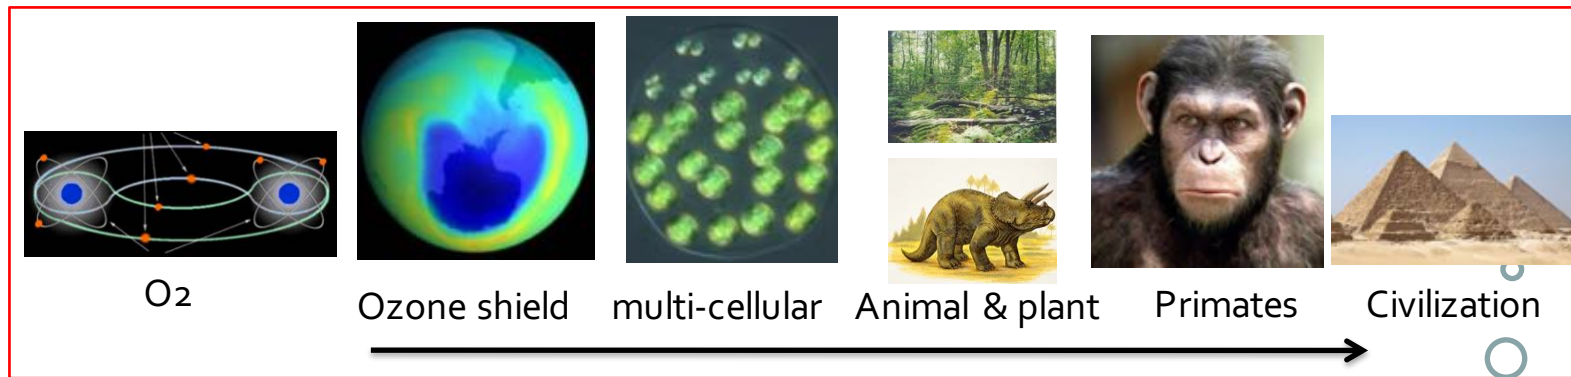 O2
Ozone shield
multi-cellular
Animal & plant
Primates
Civilization